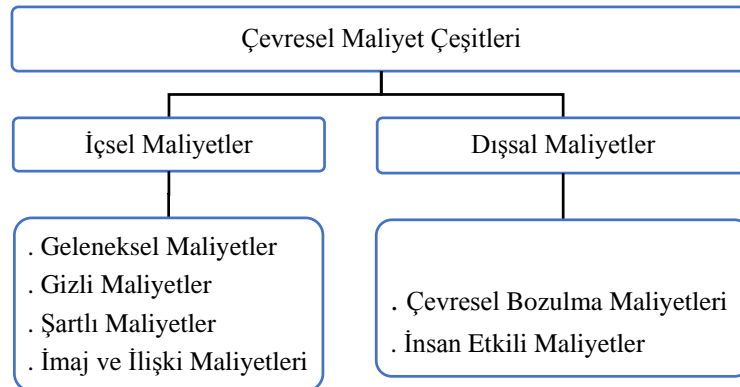 Çevresel Maliyet Çeşitleri
İçsel Maliyetler
Dışsal Maliyetler
. Geleneksel Maliyetler
. Gizli Maliyetler
. Şartlı Maliyetler
. İmaj ve İlişki Maliyetleri
. Çevresel Bozulma Maliyetleri
. İnsan Etkili Maliyetler